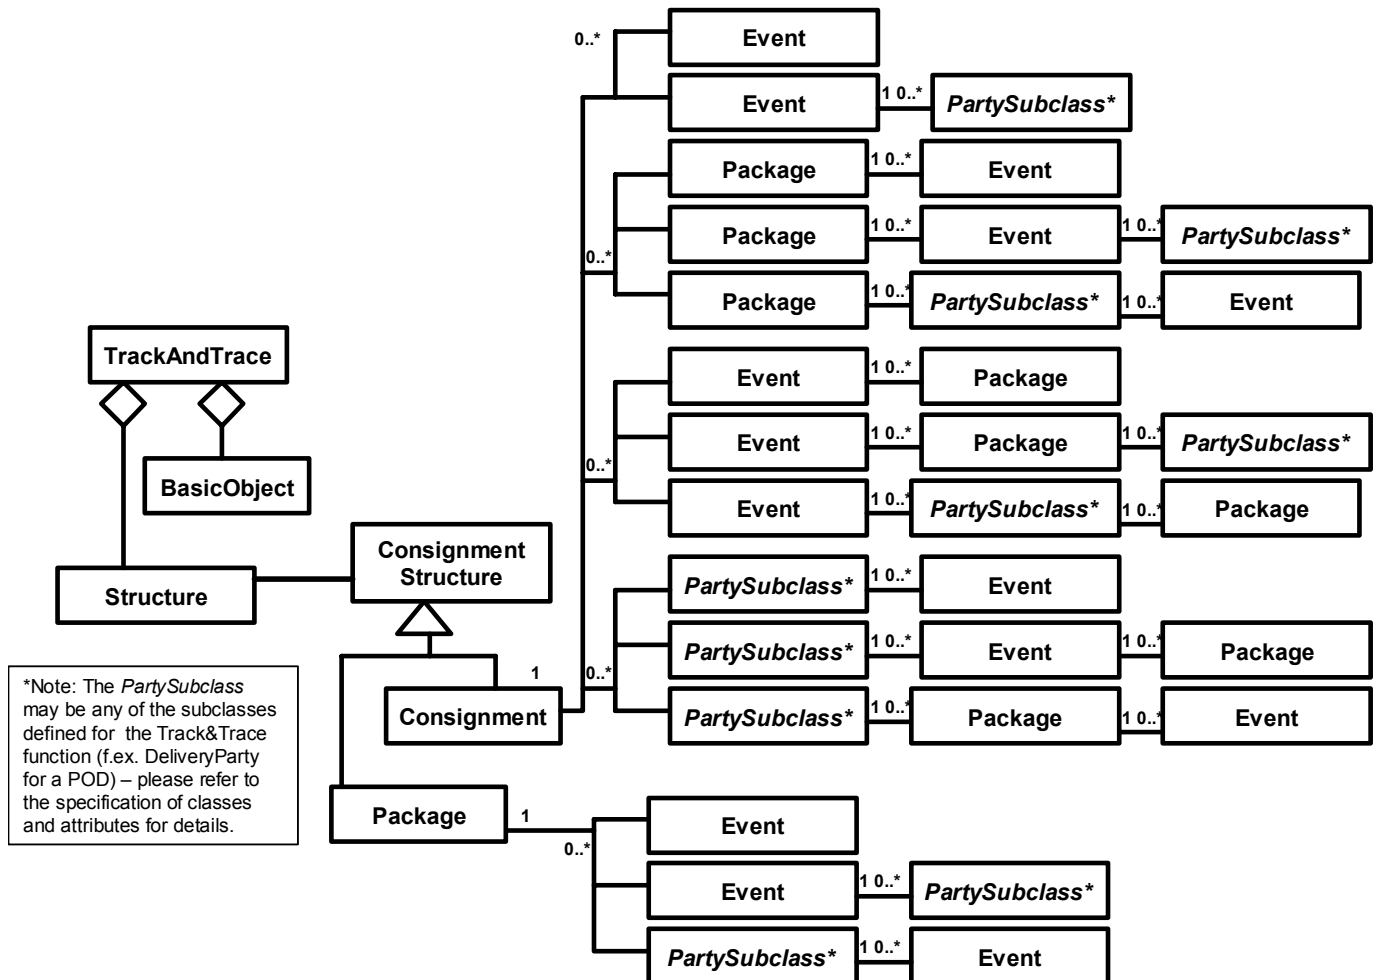 0..*
Event
Event
1 0..*
PartySubclass*
Package
1 0..*
Event
Package
1 0..*
Event
1 0..*
PartySubclass*
0..*
Package
1 0..*
PartySubclass*
1 0..*
Event
TrackAndTrace
BasicObject
Structure
Consignment
Structure
Event
1 0..*
Package
Event
1 0..*
Package
1 0..*
PartySubclass*
0..*
Event
1 0..*
PartySubclass*
1 0..*
Package
PartySubclass*
1 0..*
Event
PartySubclass*
1 0..*
Event
1 0..*
Package
0..*
PartySubclass*
1 0..*
Package
1 0..*
Event
1
Consignment
*Note: The PartySubclass
may be any of the subclasses
defined for the Track&Trace
function (f.ex. DeliveryParty
for a POD) – please refer to
the specification of classes
and attributes for details.
Package
1
0..*
Event
Event
1 0..*
PartySubclass*
PartySubclass*
1 0..*
Event